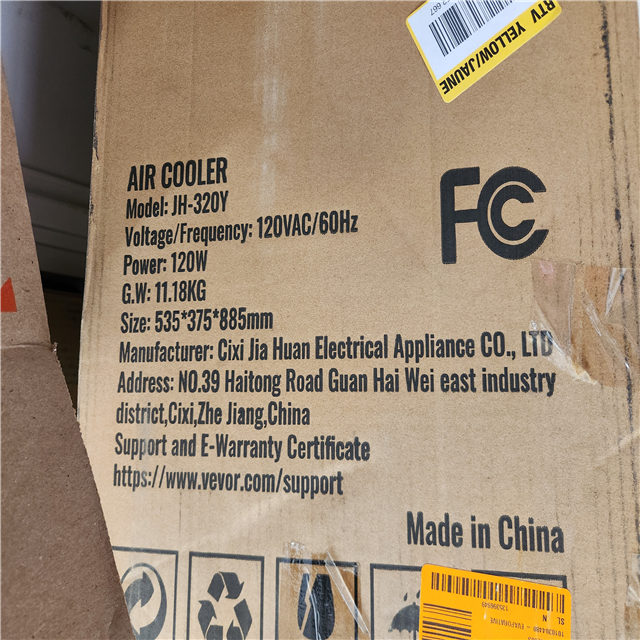 RTV YELLOW/JAUNE
AIR COOLER
Model: JH-320Y
Voltage/Frequency: 120VAC/60Hz
Power: 120W
G.W: 11.18KG
Size: 535*375*885mm
Manufacturer: Cixi Jia Huan Electrical Appliance CO., LTD
Address: NO.39 Haitong Road Guan Hai Wei east industry
district,Cixi,Zhe Jiang,China
Support and E-Warranty Certificate
https://www.vevor.com/support
FC
Made in China